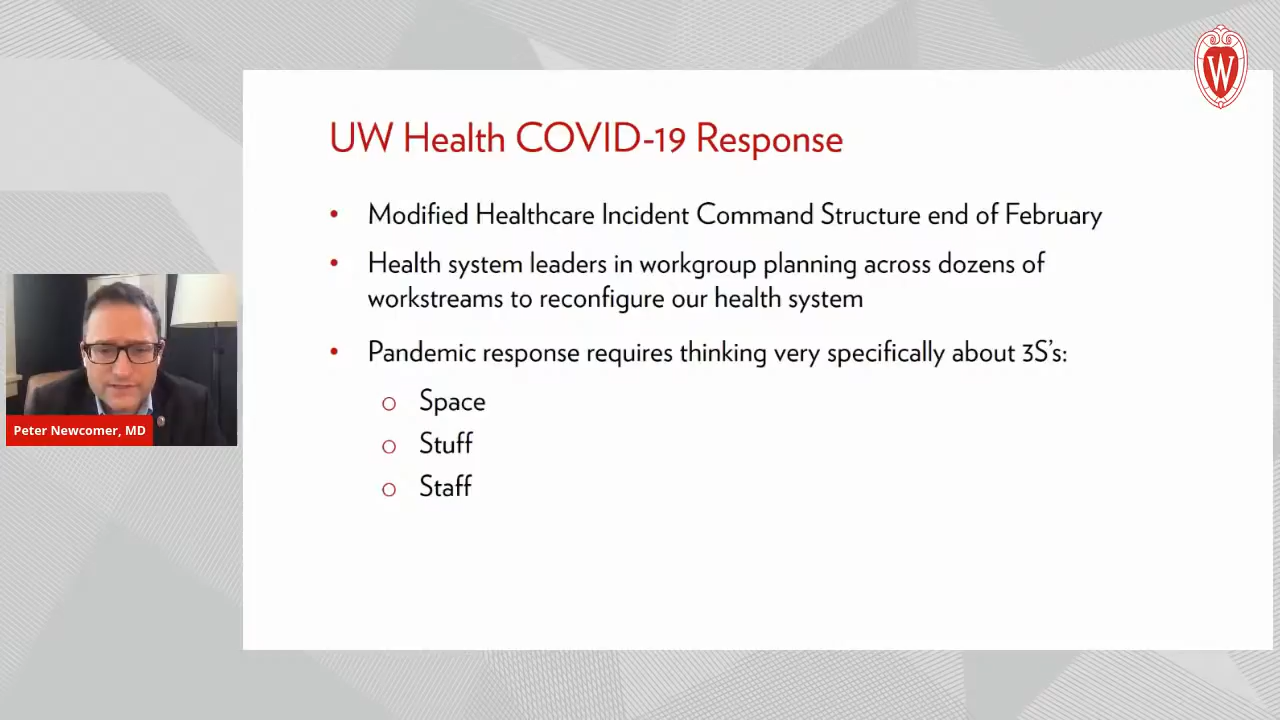 W
UW Health COVID-19 Response
• Modified Healthcare Incident Command Structure end of February
• Health system leaders in workgroup planning across dozens of
workstreams to reconfigure our health system
• Pandemic response requires thinking very specifically about 3S's:
o Space
o Stuff
o Staff
Peter Newcomer, MD